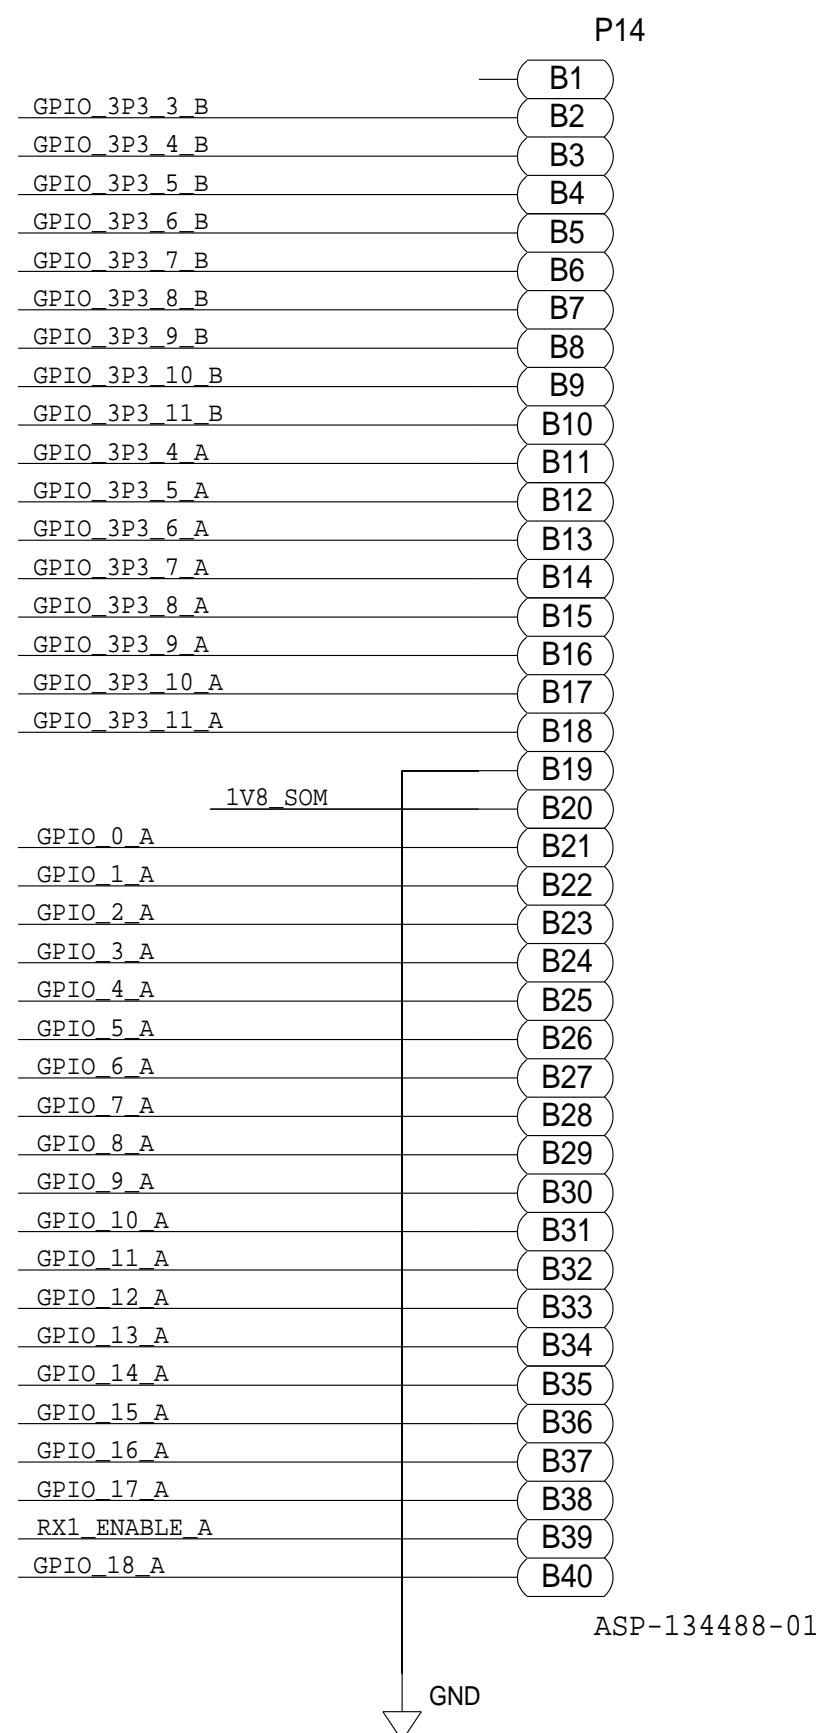 P14
B1
GPIO_3P3_3_B B2
GPIO_3P3_4_B B3
GPIO_3P3_5_B B4
GPIO_3P3_6_B B5
GPIO_3P3_7_B B6
GPIO_3P3_8_B B7
GPIO_3P3_9_B B8
GPIO_3P3_10_B B9
GPIO_3P3_11_B B10
GPIO_3P3_4_A B11
GPIO_3P3_5_A B12
GPIO_3P3_6_A B13
GPIO_3P3_7_A B14
GPIO_3P3_8_A B15
GPIO_3P3_9_A B16
GPIO_3P3_10_A B17
GPIO_3P3_11_A B18
B19
1V8_SOM B20
GPIO_0_A B21
GPIO_1_A B22
GPIO_2_A B23
GPIO_3_A B24
GPIO_4_A B25
GPIO_5_A B26
GPIO_6_A B27
GPIO_7_A B28
GPIO_8_A B29
GPIO_9_A B30
GPIO_10_A B31
GPIO_11_A B32
GPIO_12_A B33
GPIO_13_A B34
GPIO_14_A B35
GPIO_15_A B36
GPIO_16_A B37
GPIO_17_A B38
RX1_ENABLE_A B39
GPIO_18_A B40
ASP-134488-01
GND